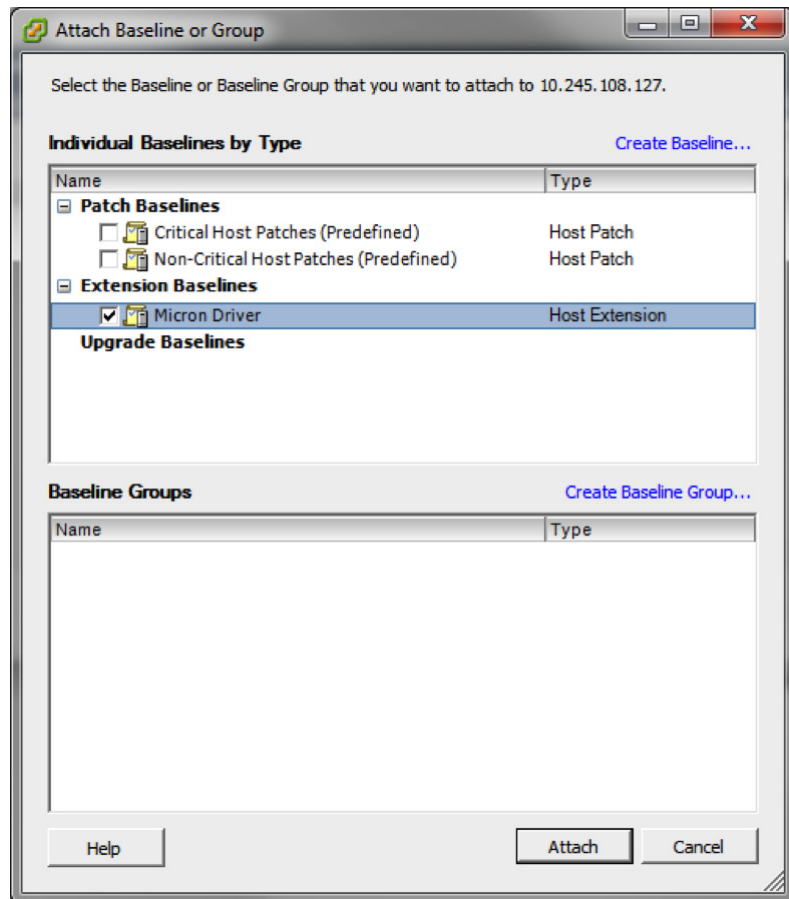 Attach Baseline or Group
Select the Baseline or Baseline Group that you want to attach to 10.245.108.127.
Individual Baselines by Type Create Baseline...
Name Type
Patch Baselines
Critical Host Patches (Predefined) Host Patch
Non-Critical Host Patches (Predefined) Host Patch
Extension Baselines
Micron Driver Host Extension
Upgrade Baselines
Baseline Groups Create Baseline Group...
Name Type
Help Attach Cancel